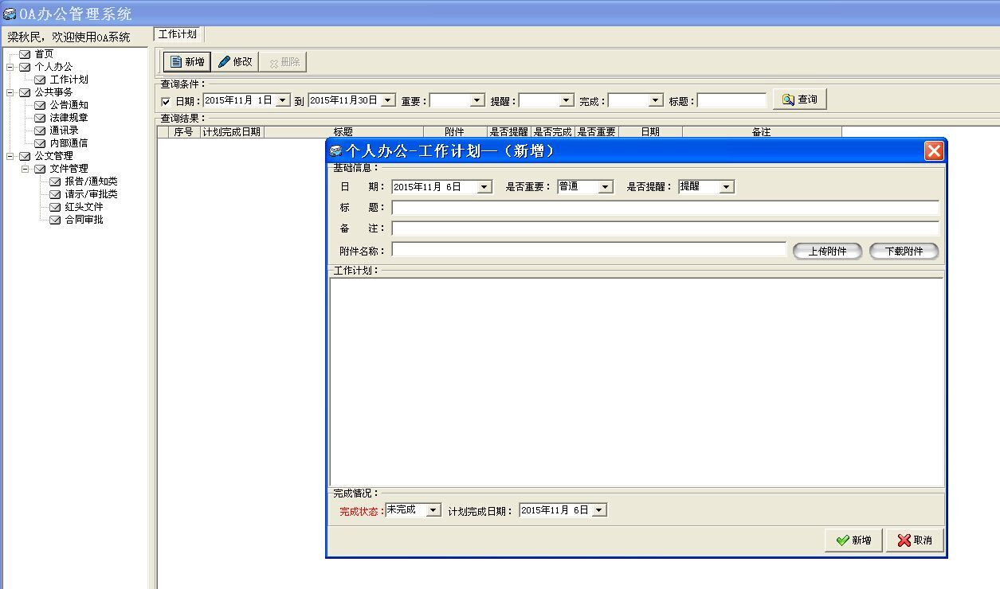 OA办公管理系统
梁秋民，欢迎使用OA系统
工作计划
首页
个人办公
工作计划
公共事务
公告通知
法律规章
通讯录
内部通信
公文管理
文件管理
报告/通知类
请示/审批类
红头文件
合同审批
新增 修改 删除
查询条件：
日期：2015年11月 1日 到 2015年11月30日 重要： 提醒： 完成： 标题： 查询
查询结果：
序号 计划完成日期 标题 附件 是否提醒 是否完成 是否重要 日期 备注
个人办公-工作计划—（新增）
基础信息：
日 期：2015年11月 6日 是否重要：普通 是否提醒：提醒
标 题：
备 注：
附件名称： 上传附件 下载附件
工作计划：
完成情况：
完成状态：未完成 计划完成日期：2015年11月 6日
新增 取消